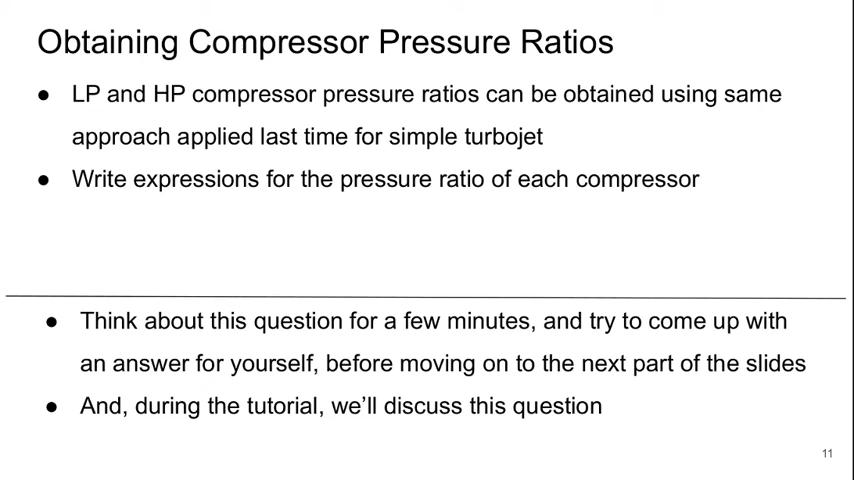 Obtaining Compressor Pressure Ratios
● LP and HP compressor pressure ratios can be obtained using same
approach applied last time for simple turbojet
● Write expressions for the pressure ratio of each compressor
● Think about this question for a few minutes, and try to come up with
an answer for yourself, before moving on to the next part of the slides
● And, during the tutorial, we’ll discuss this question
11